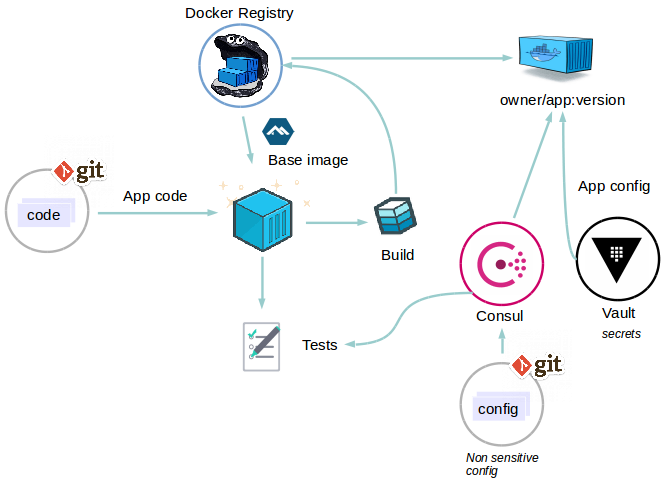 Docker Registry
owner/app:version
Base image
git
code
App code
App config
Build
Consul
Vault
secrets
Tests
git
config
Non sensitive
config